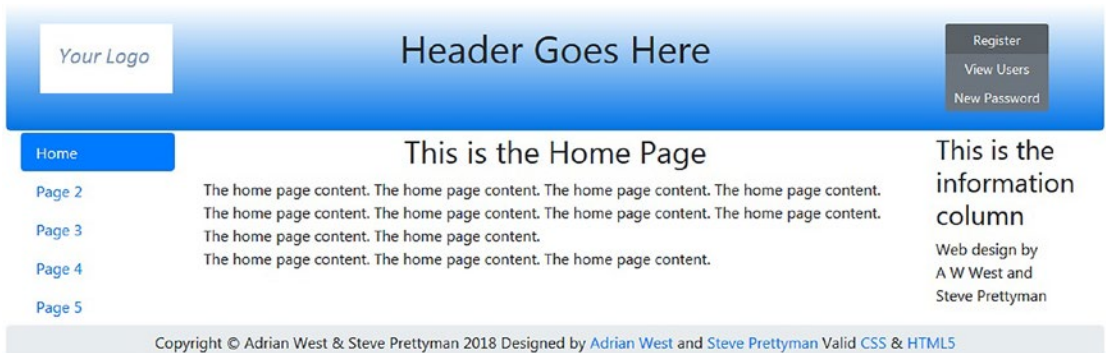 Your Logo
Header Goes Here
Register
View Users
New Password
Home
Page 2
Page 3
Page 4
Page 5
This is the Home Page
The home page content. The home page content. The home page content. The home page content.
The home page content. The home page content. The home page content. The home page content.
The home page content. The home page content.
The home page content. The home page content. The home page content.
This is the
information
column
Web design by
A W West and
Steve Prettyman
Copyright © Adrian West & Steve Prettyman 2018 Designed by Adrian West and Steve Prettyman Valid CSS & HTML5